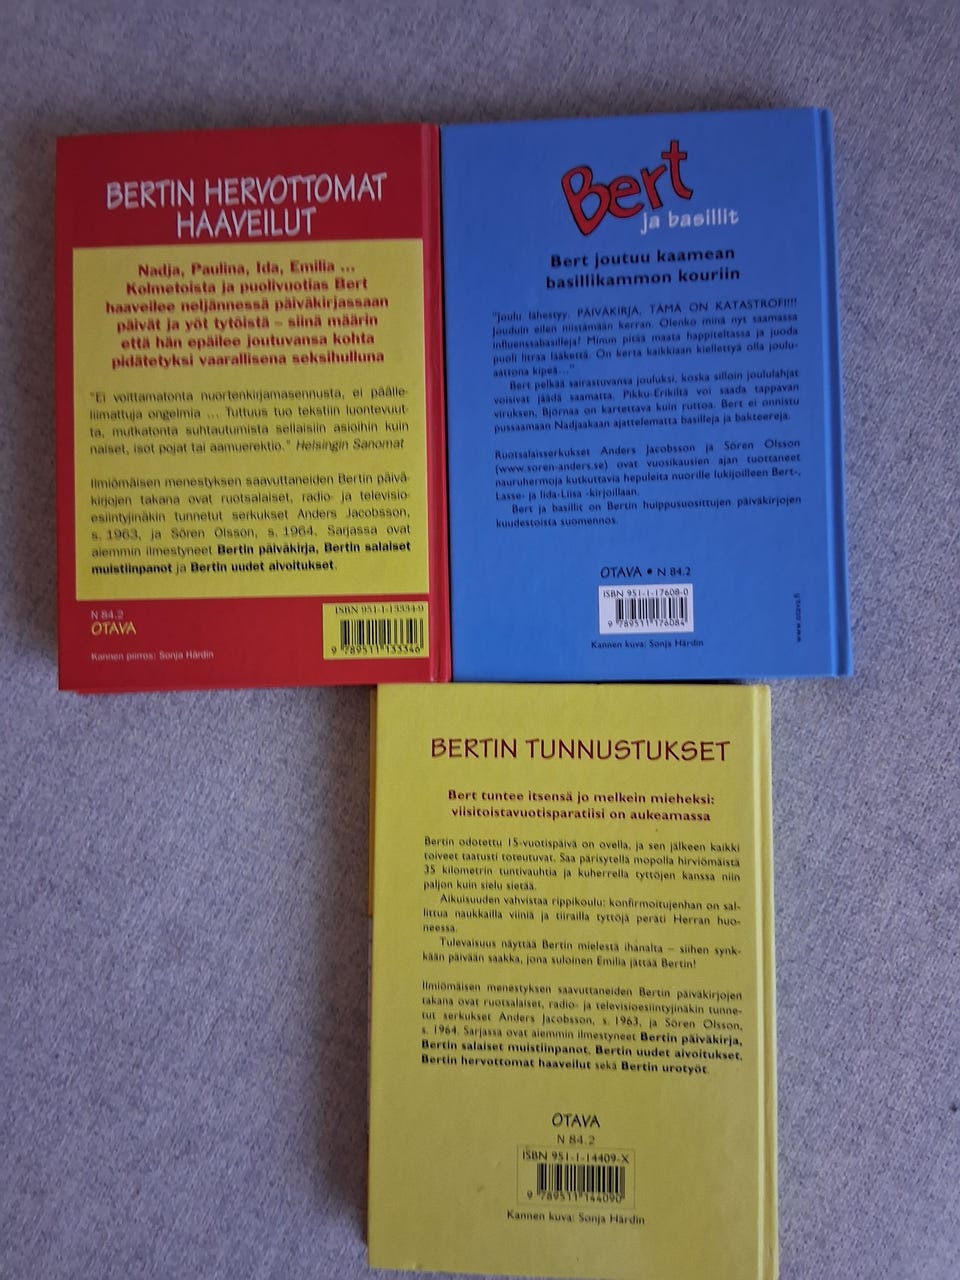 BERTIN HERVOTTOMAT
HAAVEILUT
Nadja, Paulina, Ida, Emilia ...
Kolmetoista ja puolivuotias Bert
haaveilee neljännessä päiväkirjassaan
päivät ja yöt tytöistä – siinä määrin
että hän epäilee joutuvansa kohta
pidätetyksi vaarallisena seksihulluna
"Ei voittamatonta nuortenkirjamasennusta, ei päälle-
liimattuja ongelmia ... Tuttuus tuo tekstiin luontevuut-
ta, mutkatonta suhtautumista sellaisiin asioihin kuin
naiset, isot pojat tai aamuerektio." Helsingin Sanomat
Ilmiömäisen menestyksen saavuttaneiden Bertin päivä-
kirjojen takana ovat ruotsalaiset, radio- ja televisio-
esiintyjinäkin tunnetut serkukset Anders Jacobsson,
s. 1963, ja Sören Olsson, s. 1964. Sarjassa ovat
aiemmin ilmestyneet Bertin päiväkirja, Bertin salaiset
muistiinpanot ja Bertin uudet aivoitukset.
N 84.2
OTAVA
Kannen piirros: Sonja Härdin
ISBN 951-1-13334-9
9 789511 133346
Bert
ja basillit
Bert joutuu kaamean
basillikammon kouriin
"Joulu lähestyy. PÄIVÄKIRJA, TÄMÄ ON KATASTROFI!!!
Jouduin eilen niistämään kerran. Olenko minä nyt saamassa
influenssabasilleja? Minun pitää maata happiteltassa ja juoda
puoli litraa lääkettä. On kerta kaikkiaan kiellettyä olla joulu-
aattona kipeä..."
Bert pelkää sairastuvansa jouluksi, koska silloin joululahjat
voisivat jäädä saamatta. Pikku-Erikiltä voi saada tappavan
viruksen, Björnaa on kartettava kuin ruttoa. Bert ei onnistu
pussaamaan Nadjaakaan ajattelematta basilleja ja bakteereja.
Ruotsalaisserkukset Anders Jacobsson ja Sören Olsson
(www.soren-anders.se) ovat vuosikausien ajan tuottaneet
nauruhermoja kutkuttavia hepuleita nuorille lukijoilleen Bert-,
Lasse- ja Iida-Liisa -kirjoillaan.
Bert ja basillit on Bertin huippusuosittujen päiväkirjojen
kuudestoista suomennos.
OTAVA • N 84.2
ISBN 951-1-17608-0
9 789511 176084
Kannen kuva: Sonja Härdin
www.otava.fi
BERTIN TUNNUSTUKSET
Bert tuntee itsensä jo melkein mieheksi:
viisitoistavuotisparatiisi on aukeamassa
Bertin odotettu 15-vuotispäivä on ovella, ja sen jälkeen kaikki
toiveet taatusti toteutuvat. Saa päristellä mopolla hirviömäistä
35 kilometrin tuntivauhtia ja kuherrella tyttöjen kanssa niin
paljon kuin sielu sietää.
Aikuisuuden vahvistaa rippikoulu: konfirmoitujenhan on sal-
littua naukkailla viiniä ja tiirailla tyttöjä peräti Herran huo-
neessa.
Tulevaisuus näyttää Bertin mielestä ihanalta – siihen synk-
kään päivään saakka, jona suloinen Emilia jättää Bertin!
Ilmiömäisen menestyksen saavuttaneiden Bertin päiväkirjojen
takana ovat ruotsalaiset, radio- ja televisioesiintyjinäkin tunne-
tut serkukset Anders Jacobsson, s. 1963, ja Sören Olsson,
s. 1964. Sarjassa ovat aiemmin ilmestyneet Bertin päiväkirja,
Bertin salaiset muistiinpanot, Bertin uudet aivoitukset,
Bertin hervottomat haaveilut sekä Bertin urotyöt.
OTAVA
N 84.2
ISBN 951-1-14409-X
9 789511 144090
Kannen kuva: Sonja Härdin